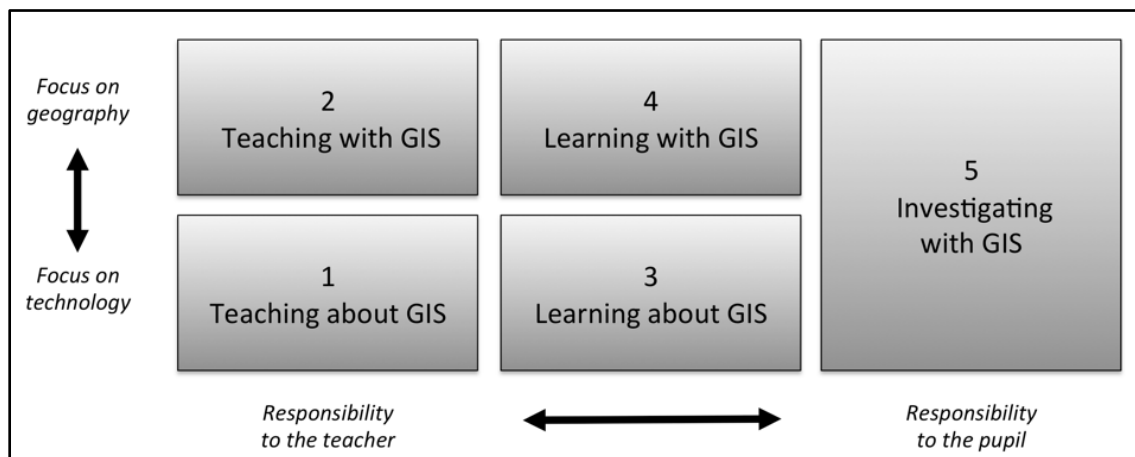 Focus on
geography
2
Teaching with GIS
4
Learning with GIS
5
Investigating
with GIS
Focus on
technology
1
Teaching about GIS
3
Learning about GIS
Responsibility
to the teacher
Responsibility
to the pupil